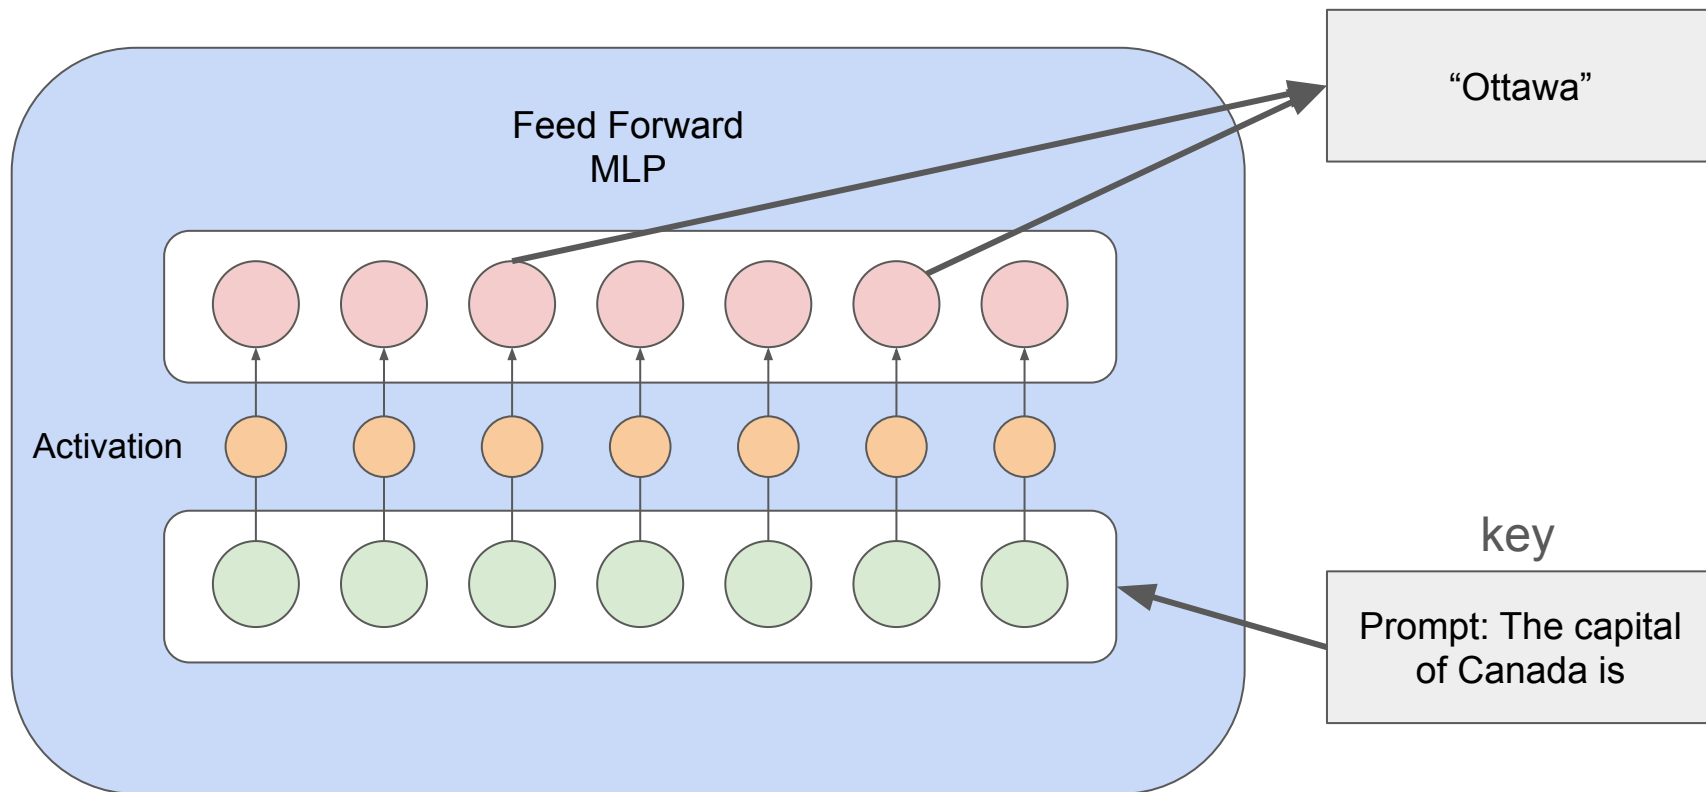 “Ottawa”
Feed Forward
MLP
Activation
key
Prompt: The capital
of Canada is